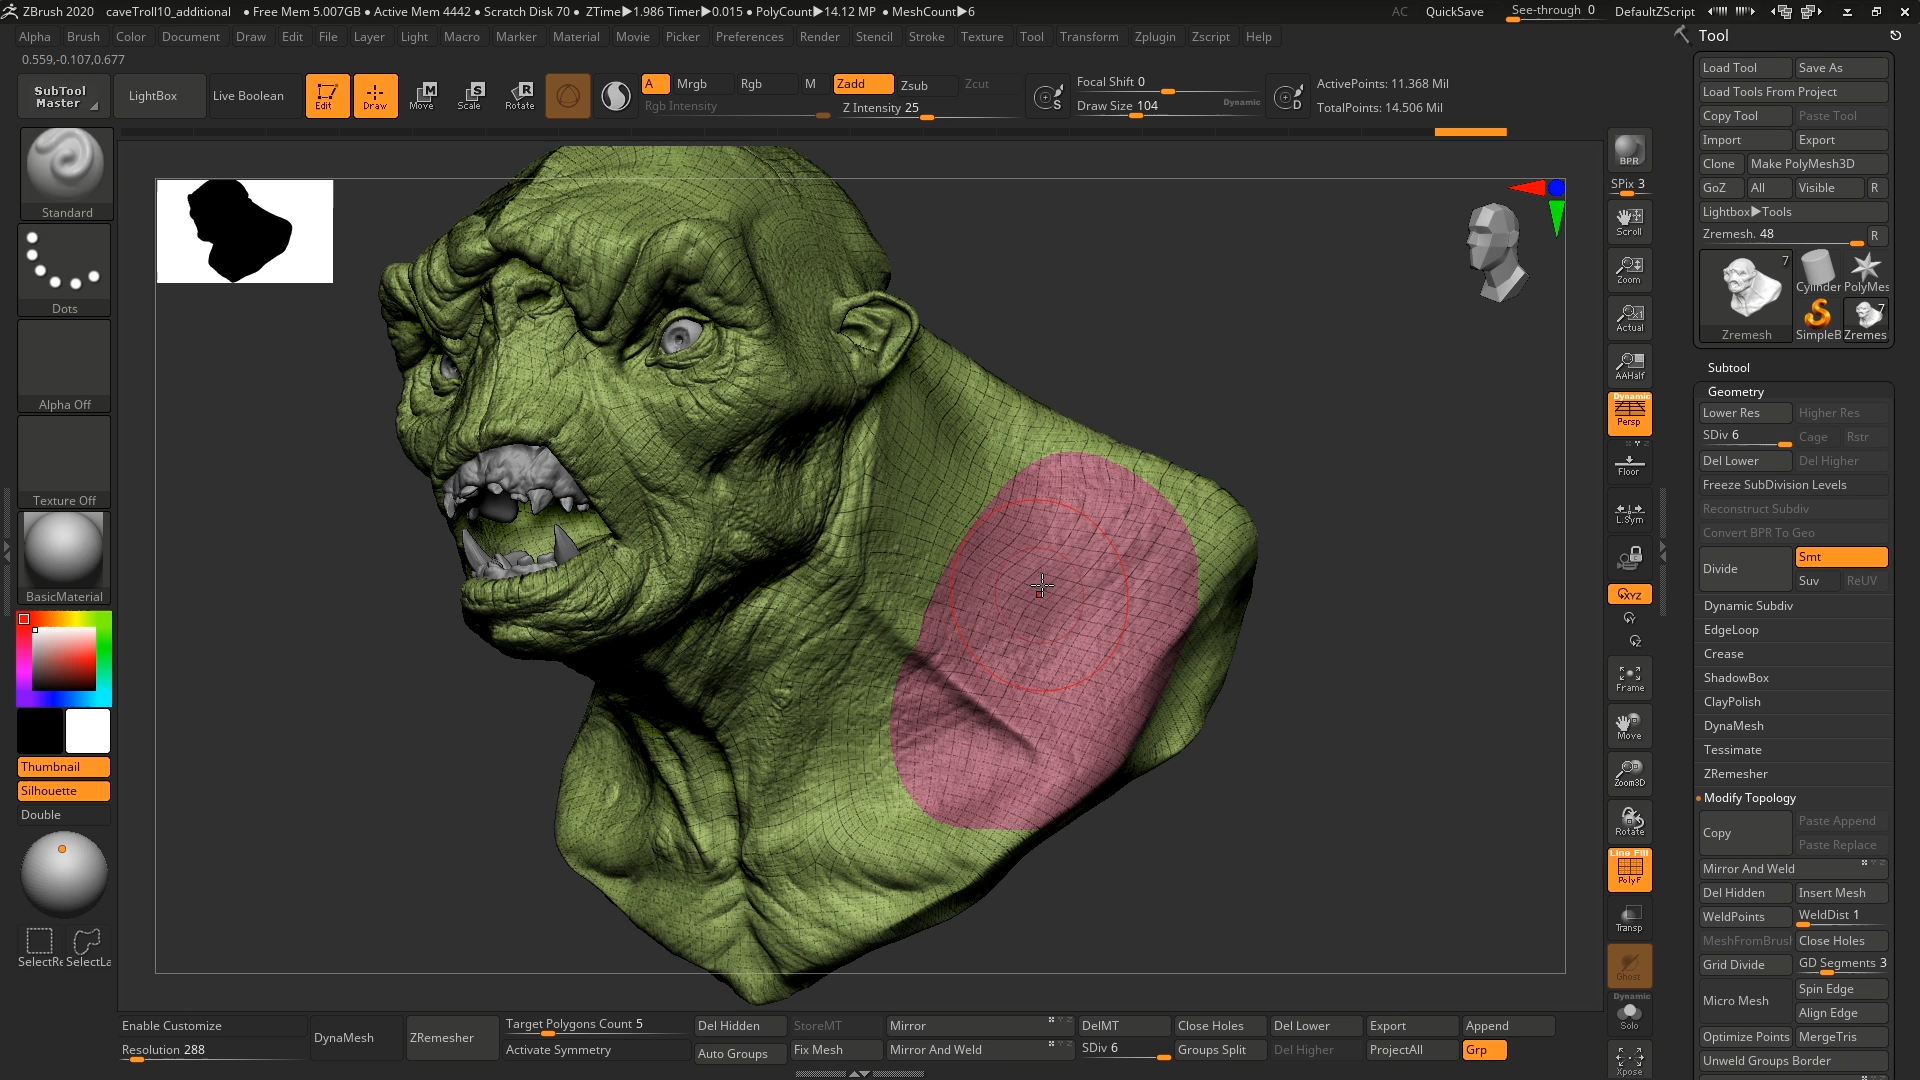 ZBrush 2020 caveTroll10_additional • Free Mem 5.007GB • Active Mem 4442 • Scratch Disk 70 • ZTime▶1.986 Timer▶0.015 • PolyCount▶14.12 MP • MeshCount▶6 AC QuickSave See-through 0 DefaultZScript
Alpha Brush Color Document Draw Edit File Layer Light Macro Marker Material Movie Picker Preferences Render Stencil Stroke Texture Tool Transform Zplugin Zscript Help
0.559,-0.107,0.677
SubTool Master
LightBox
Live Boolean
Edit
Draw
Move
Scale
Rotate
A
Mrgb
Rgb
M
Zadd
Zsub
Zcut
Rgb Intensity
Z Intensity 25
S
Focal Shift 0
Draw Size 104
Dynamic
D
ActivePoints: 11.368 Mil
TotalPoints: 14.506 Mil
Standard
Dots
Alpha Off
Texture Off
BasicMaterial
Thumbnail
Silhouette
Double
SelectRe SelectLa
BPR
SPix 3
Scroll
Zoom
Actual
AAHalf
Dynamic
Persp
Floor
L.Sym
XYZ
Frame
Move
Zoom3D
Rotate
Line Fill
PolyF
Transp
Ghost
Dynamic
Solo
Xpose
Tool
Load Tool Save As
Load Tools From Project
Copy Tool Paste Tool
Import Export
Clone Make PolyMesh3D
GoZ All Visible R
Lightbox▶Tools
Zremesh. 48 R
7
Cylinder PolyMes
7
Zremesh SimpleB Zremes
Subtool
Geometry
Lower Res Higher Res
SDiv 6 Cage Rstr
Del Lower Del Higher
Freeze SubDivision Levels
Reconstruct Subdiv
Convert BPR To Geo
Divide
Smt
Suv ReUV
Dynamic Subdiv
EdgeLoop
Crease
ShadowBox
ClayPolish
DynaMesh
Tessimate
ZRemesher
Modify Topology
Copy
Paste Append
Paste Replace
Mirror And Weld
Del Hidden Insert Mesh
WeldPoints WeldDist 1
MeshFromBrus Close Holes
Grid Divide GD Segments 3
Micro Mesh
Spin Edge
Align Edge
Optimize Points MergeTris
Unweld Groups Border
Enable Customize
Resolution 288
DynaMesh
ZRemesher
Target Polygons Count 5
Activate Symmetry
Del Hidden
Auto Groups
StoreMT
Fix Mesh
Mirror
Mirror And Weld
DelMT
SDiv 6
Close Holes
Groups Split
Del Lower
Del Higher
Export
ProjectAll
Append
Grp